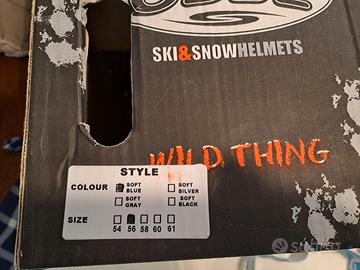 SKI&SNOWHELMETS
WILD THING
STYLE
COLOUR SOFT BLUE SOFT SILVER
SOFT GRAY SOFT BLACK
SIZE 54 56 58 60 61
subito